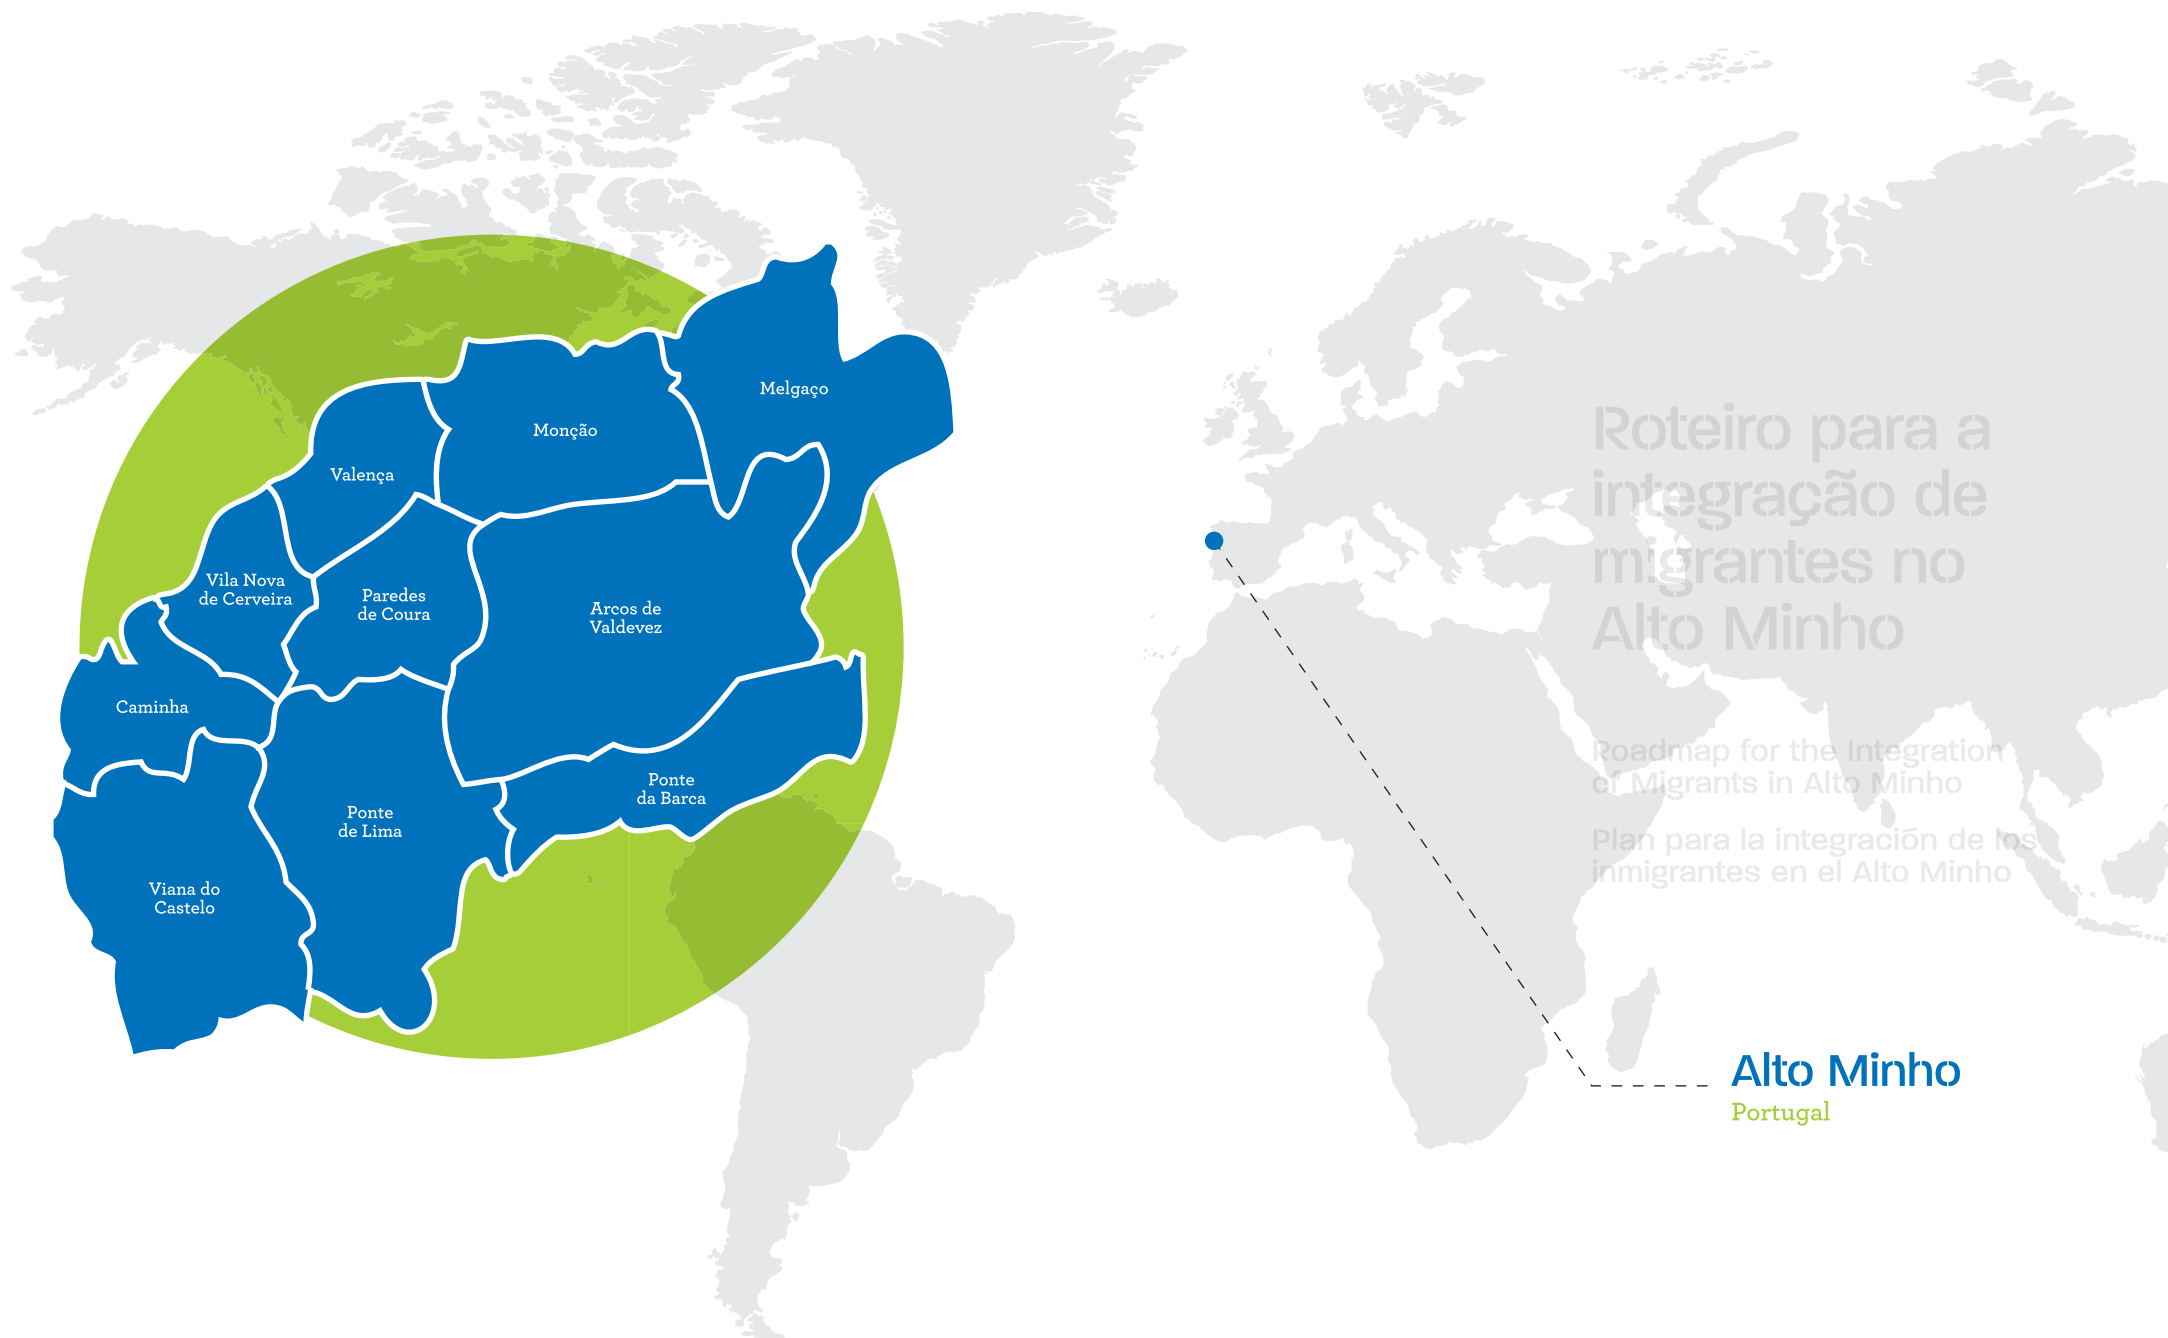 Melgaço
Monção
Valença
Vila Nova
de Cerveira
Paredes
de Coura
Arcos de
Valdevez
Caminha
Ponte
da Barca
Ponte
de Lima
Viana do
Castelo
Roteiro para a
integração de
migrantes no
Alto Minho
Roadmap for the Integration
of Migrants in Alto Minho
Plan para la integración de los
inmigrantes en el Alto Minho
Alto Minho
Portugal